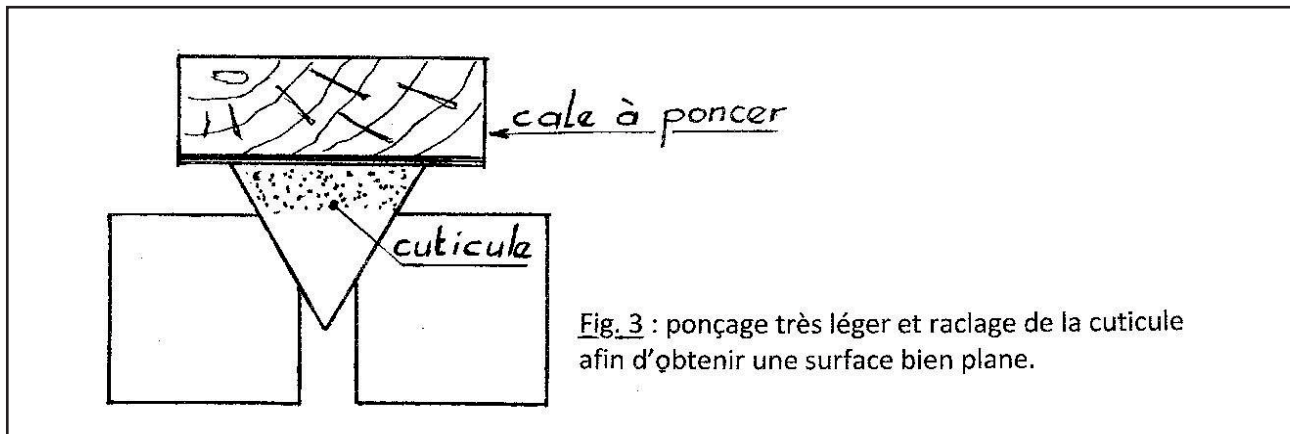 cale à poncer
cuticule
Fig. 3 : ponçage très léger et raclage de la cuticule
afin d'obtenir une surface bien plane.